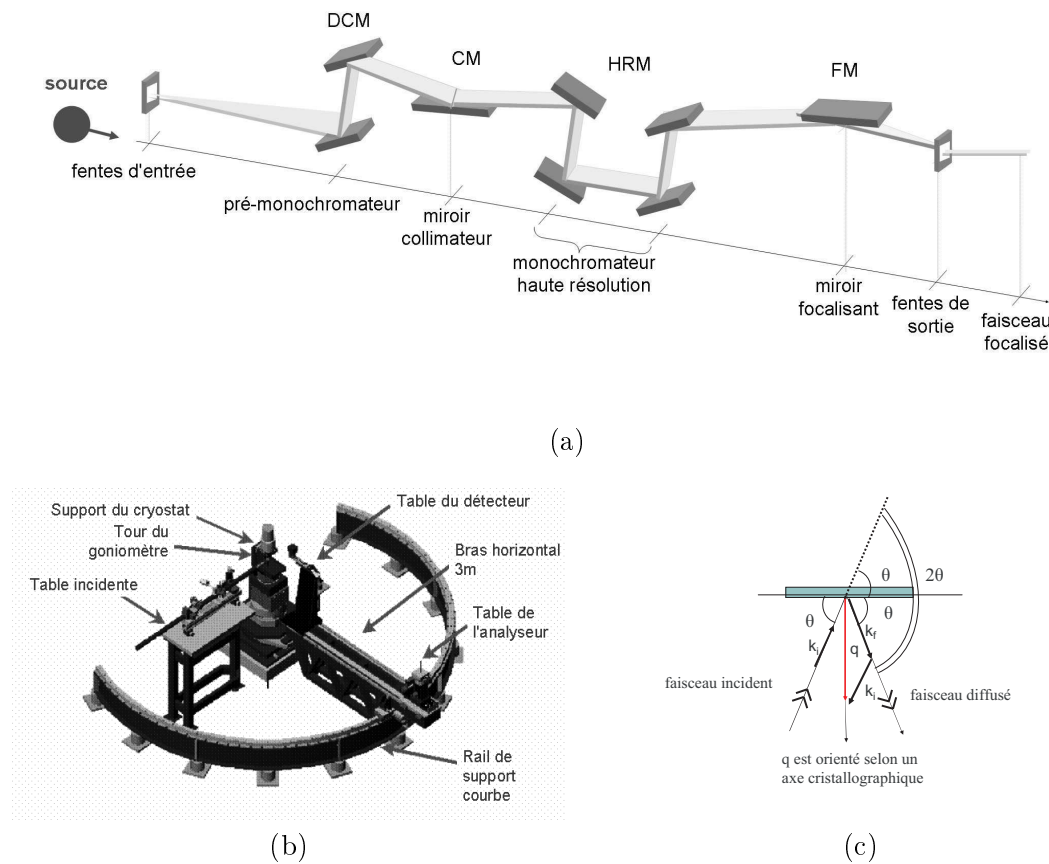 DCM
CM
HRM
FM
source
fentes d'entrée
pré-monochromateur
miroir
collimateur
monochromateur
haute résolution
miroir
focalisant
fentes de
sortie
faisceau
focalisé
(a)
Support du cryostat
Tour du
goniomètre
Table incidente
Table du détecteur
Bras horizontal
3m
Table de
l'analyseur
Rail de
support
courbe
(b)
θ
2θ
θ
θ
k_i
q
k_f
k_i
faisceau incident
faisceau diffusé
q est orienté selon un
axe cristallographique
(c)